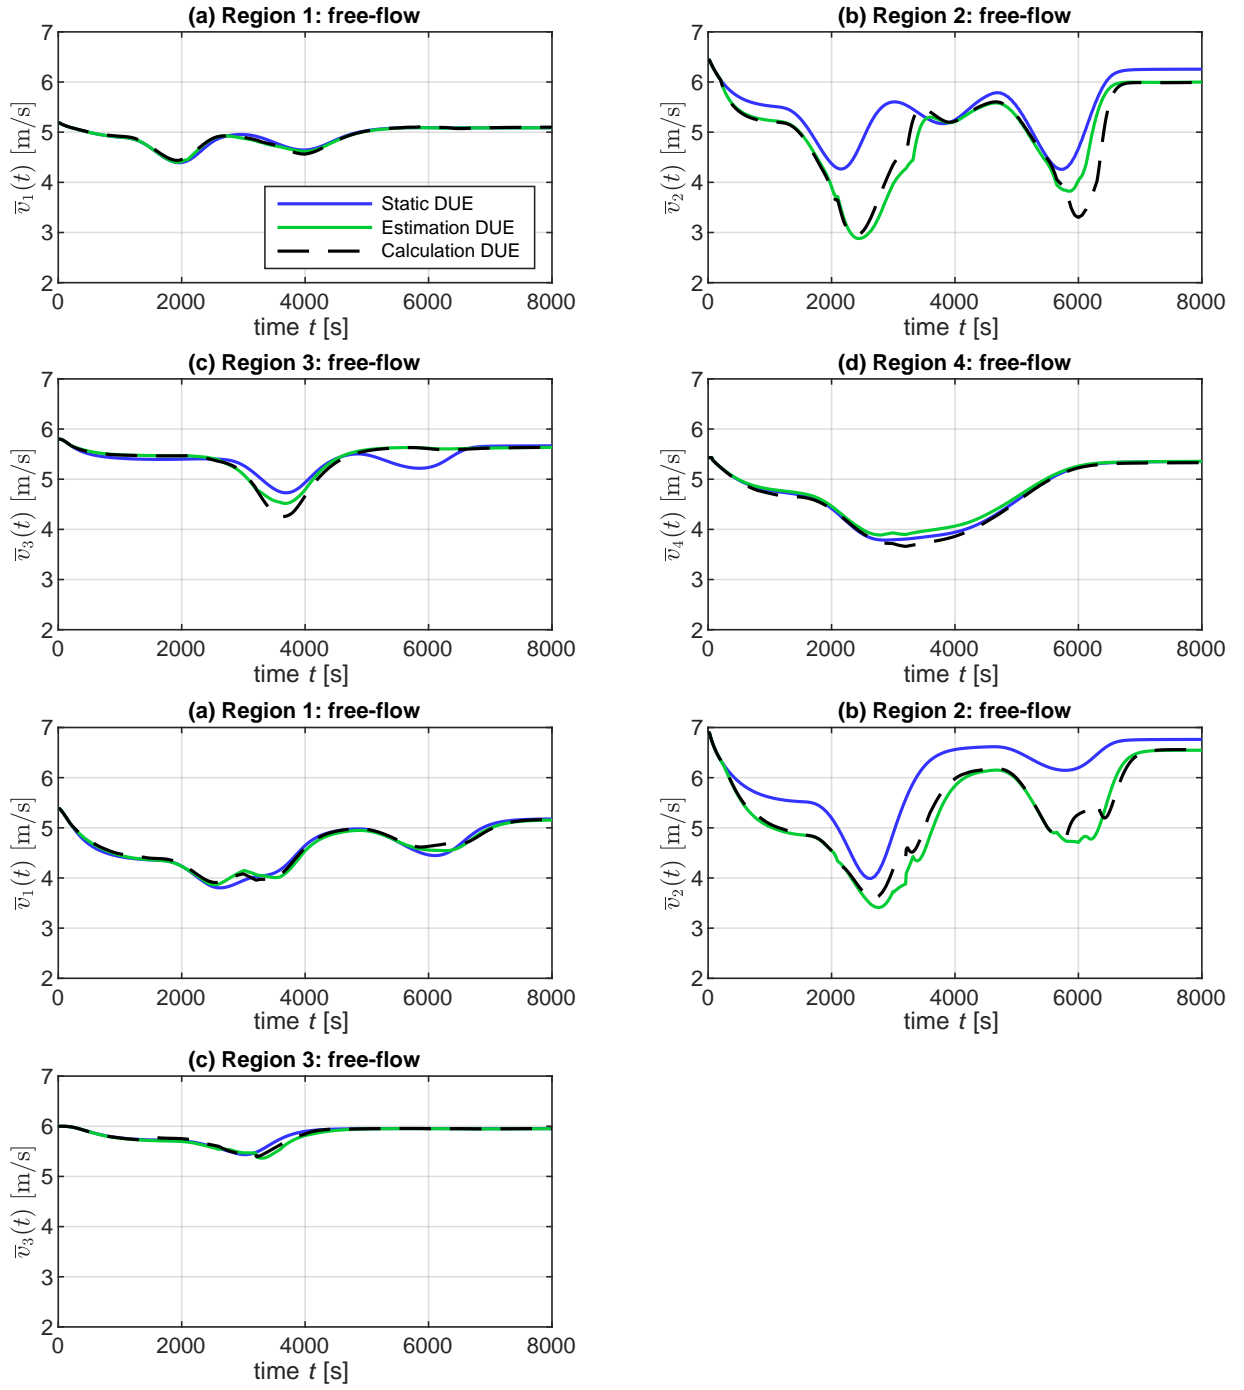 (a) Region 1: free-flow
7
6
5
4
3
2
v̅₁(t) [m/s]
0 2000 4000 6000 8000
time t [s]
Static DUE
Estimation DUE
Calculation DUE
(b) Region 2: free-flow
7
6
5
4
3
2
v̅₂(t) [m/s]
0 2000 4000 6000 8000
time t [s]
(c) Region 3: free-flow
7
6
5
4
3
2
v̅₃(t) [m/s]
0 2000 4000 6000 8000
time t [s]
(d) Region 4: free-flow
7
6
5
4
3
2
v̅₄(t) [m/s]
0 2000 4000 6000 8000
time t [s]
(a) Region 1: free-flow
7
6
5
4
3
2
v̅₁(t) [m/s]
0 2000 4000 6000 8000
time t [s]
(b) Region 2: free-flow
7
6
5
4
3
2
v̅₂(t) [m/s]
0 2000 4000 6000 8000
time t [s]
(c) Region 3: free-flow
7
6
5
4
3
2
v̅₃(t) [m/s]
0 2000 4000 6000 8000
time t [s]